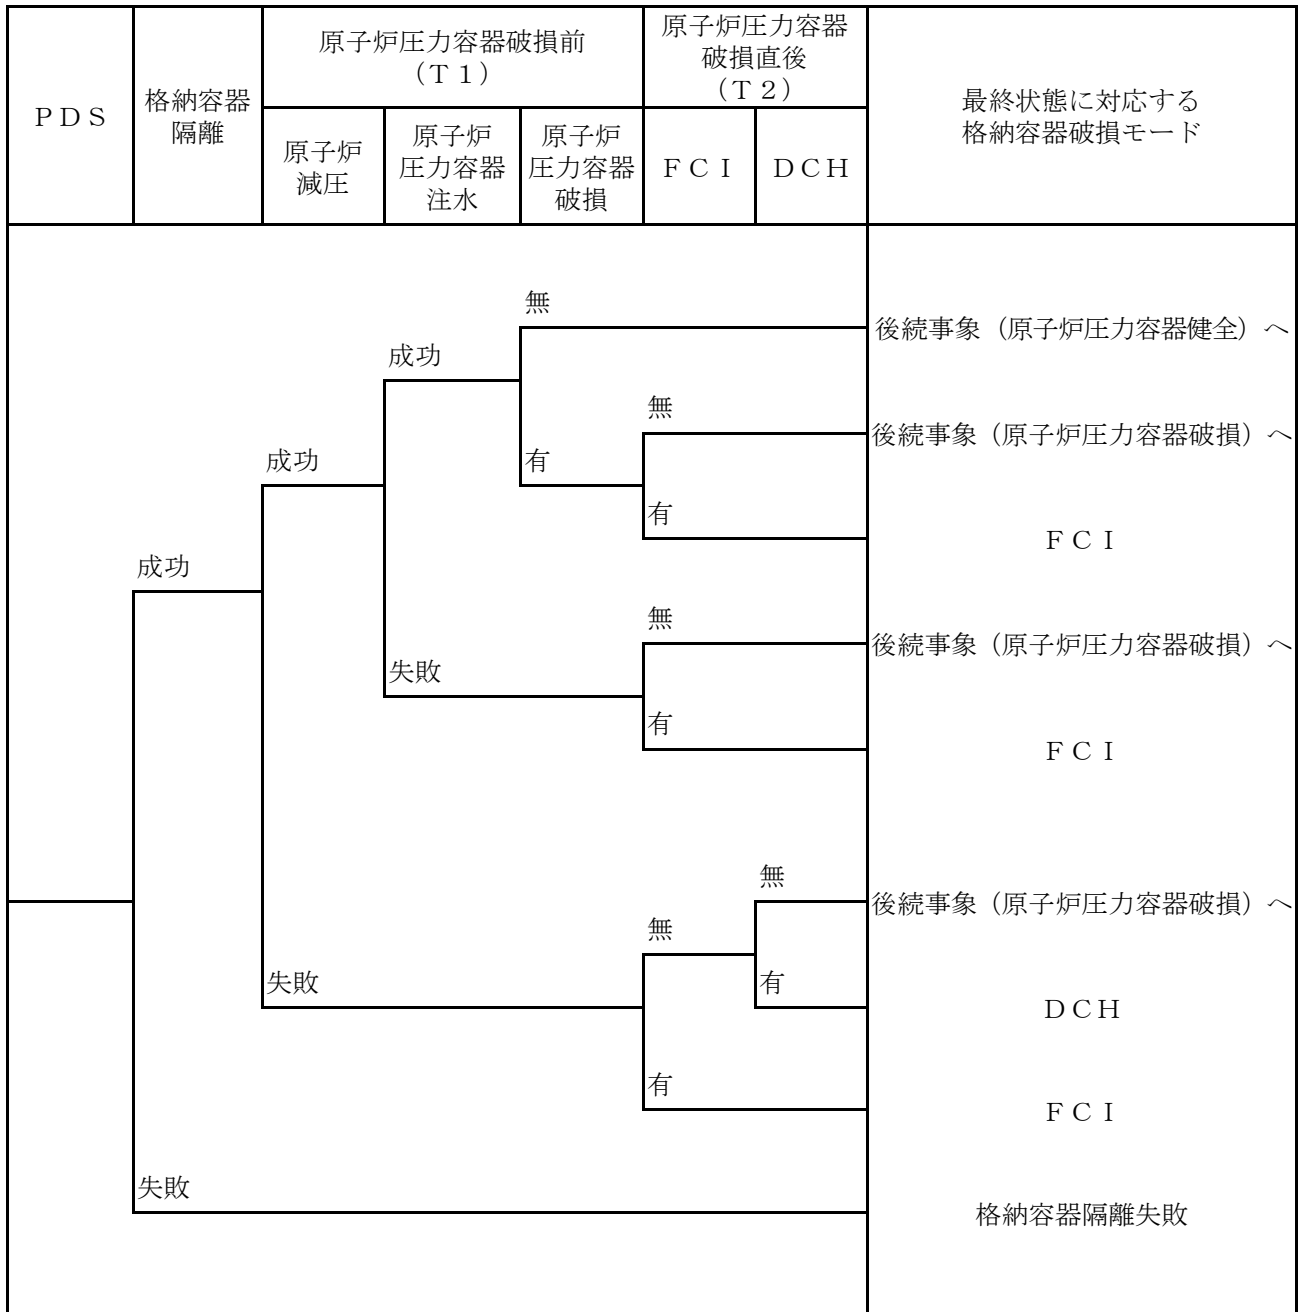 ＰＤＳ
格納容器
隔離
原子炉圧力容器破損前
（Ｔ１）
原子炉圧力容器
破損直後
（Ｔ２）
最終状態に対応する
格納容器破損モード
原子炉
減圧
原子炉
圧力容器
注水
原子炉
圧力容器
破損
ＦＣＩ
ＤＣＨ
無
後続事象（原子炉圧力容器健全）へ
成功
無
後続事象（原子炉圧力容器破損）へ
成功
有
有
ＦＣＩ
成功
無
後続事象（原子炉圧力容器破損）へ
失敗
有
ＦＣＩ
無
後続事象（原子炉圧力容器破損）へ
無
失敗
有
ＤＣＨ
有
ＦＣＩ
失敗
格納容器隔離失敗